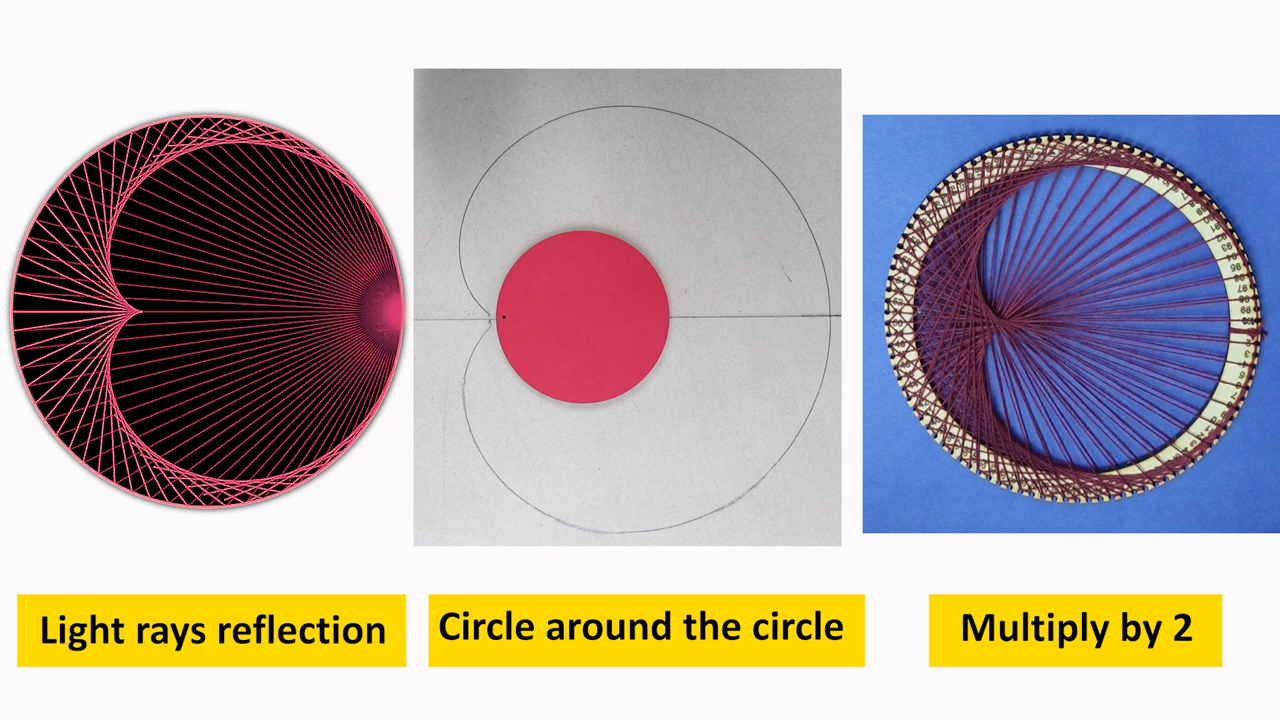 Light rays reflection
Circle around the circle
Multiply by 2